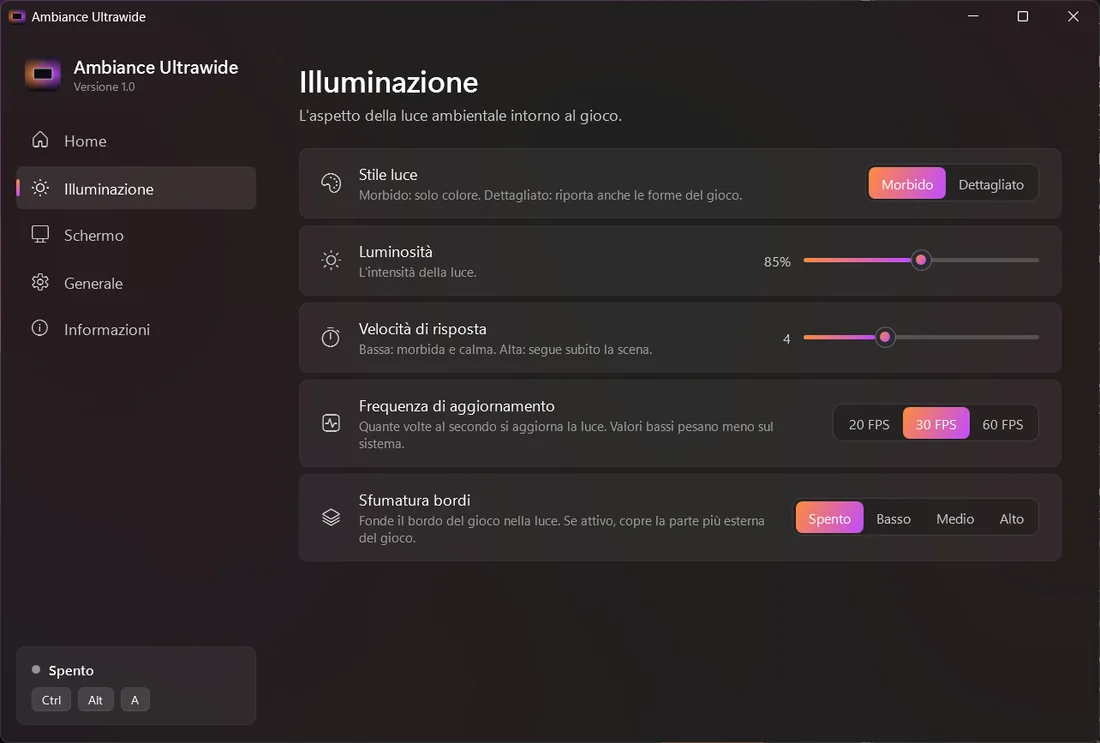 Ambiance Ultrawide
Ambiance Ultrawide
Versione 1.0
Home
Illuminazione
Schermo
Generale
Informazioni
Spento
Ctrl Alt A
Illuminazione
L'aspetto della luce ambientale intorno al gioco.
Stile luce
Morbido: solo colore. Dettagliato: riporta anche le forme del gioco.
Morbido Dettagliato
Luminosità
L'intensità della luce.
85%
Velocità di risposta
Bassa: morbida e calma. Alta: segue subito la scena.
4
Frequenza di aggiornamento
Quante volte al secondo si aggiorna la luce. Valori bassi pesano meno sul
sistema.
20 FPS 30 FPS 60 FPS
Sfumatura bordi
Fonde il bordo del gioco nella luce. Se attivo, copre la parte più esterna
del gioco.
Spento Basso Medio Alto